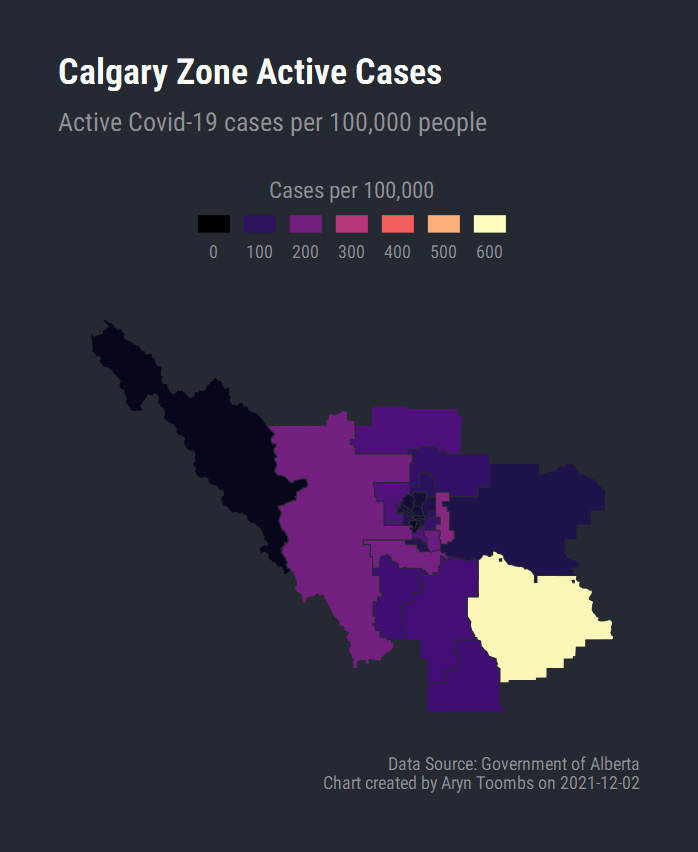 Calgary Zone Active Cases
Active Covid-19 cases per 100,000 people
Cases per 100,000
0 100 200 300 400 500 600
Data Source: Government of Alberta
Chart created by Aryn Toombs on 2021-12-02